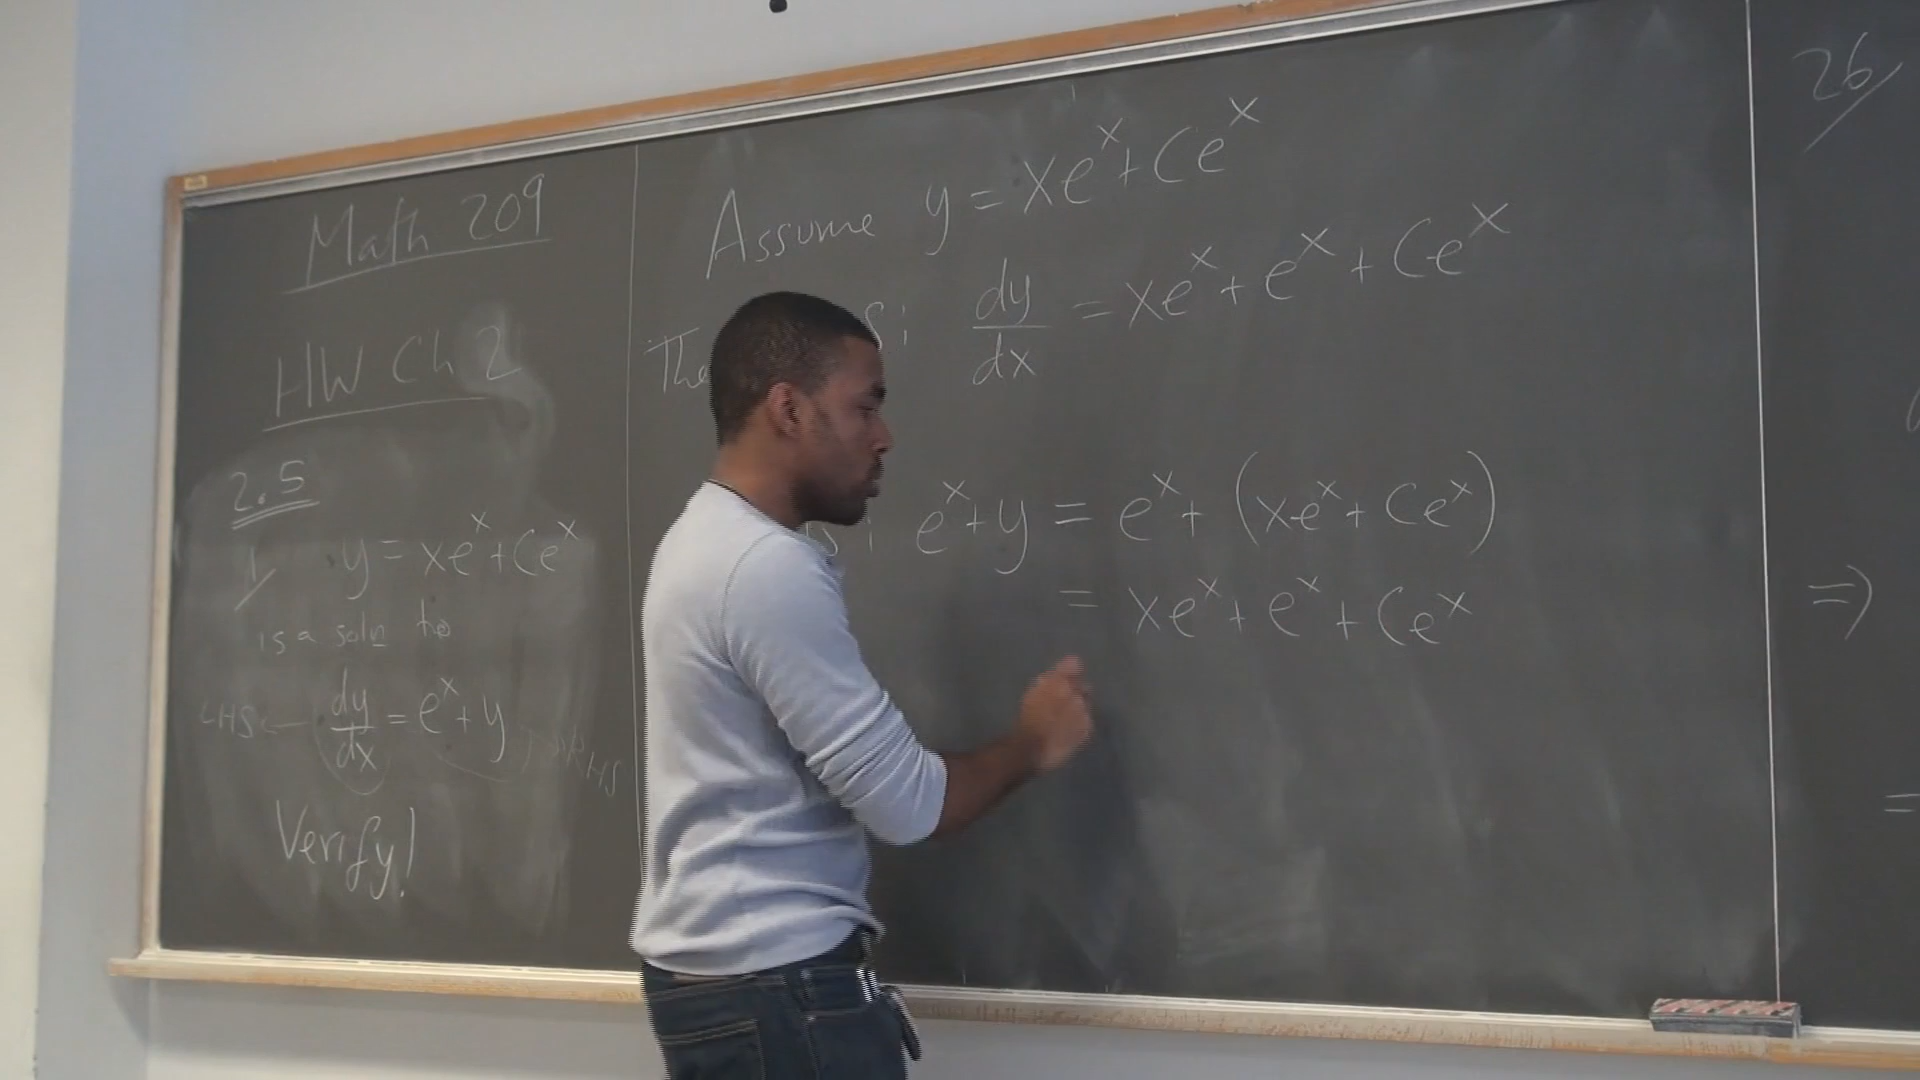 Math 209
HW Ch 2
2.5
1/ y = xe^x + Ce^x
is a soln to
LHS dy/dx = e^x + y RHS
Verify!
Assume y = xe^x + Ce^x
dy/dx = xe^x + e^x + Ce^x
e^x + y = e^x + (xe^x + Ce^x)
= xe^x + e^x + Ce^x
26/
=>
=